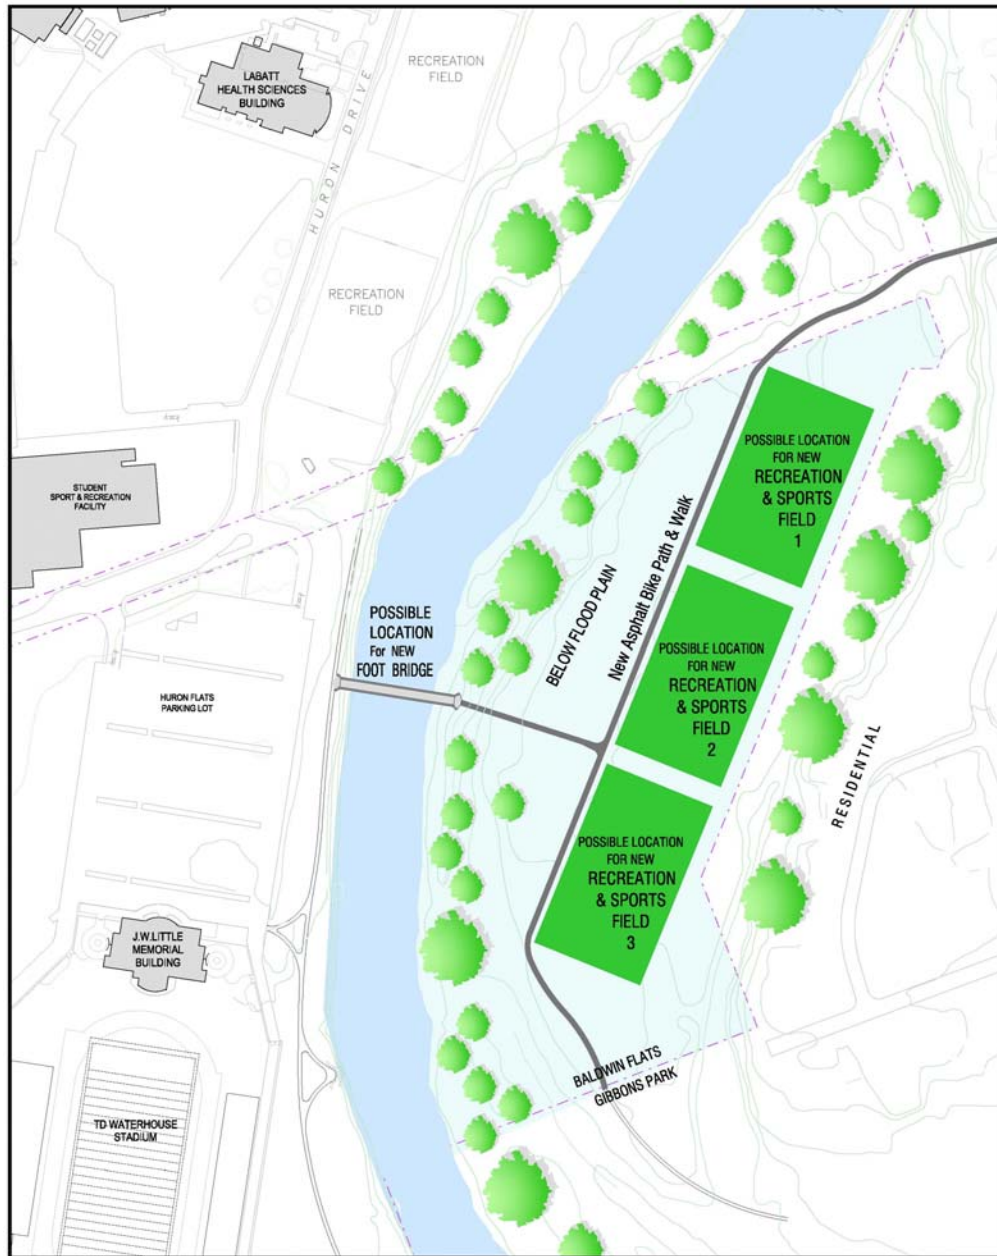 LABATT
HEALTH SCIENCES
BUILDING
RECREATION
FIELD
HURON DRIVE
RECREATION
FIELD
STUDENT
SPORT & RECREATION
FACILITY
POSSIBLE
LOCATION
For NEW
FOOT BRIDGE
BELOW FLOOD PLAIN
New Asphalt Bike Path & Walk
POSSIBLE LOCATION
FOR NEW
RECREATION
& SPORTS
FIELD
1
POSSIBLE LOCATION
FOR NEW
RECREATION
& SPORTS
FIELD
2
POSSIBLE LOCATION
FOR NEW
RECREATION
& SPORTS
FIELD
3
RESIDENTIAL
HURON FLATS
PARKING LOT
J.W.LITTLE
MEMORIAL
BUILDING
TD WATERHOUSE
STADIUM
BALDWIN FLATS
GIBBONS PARK